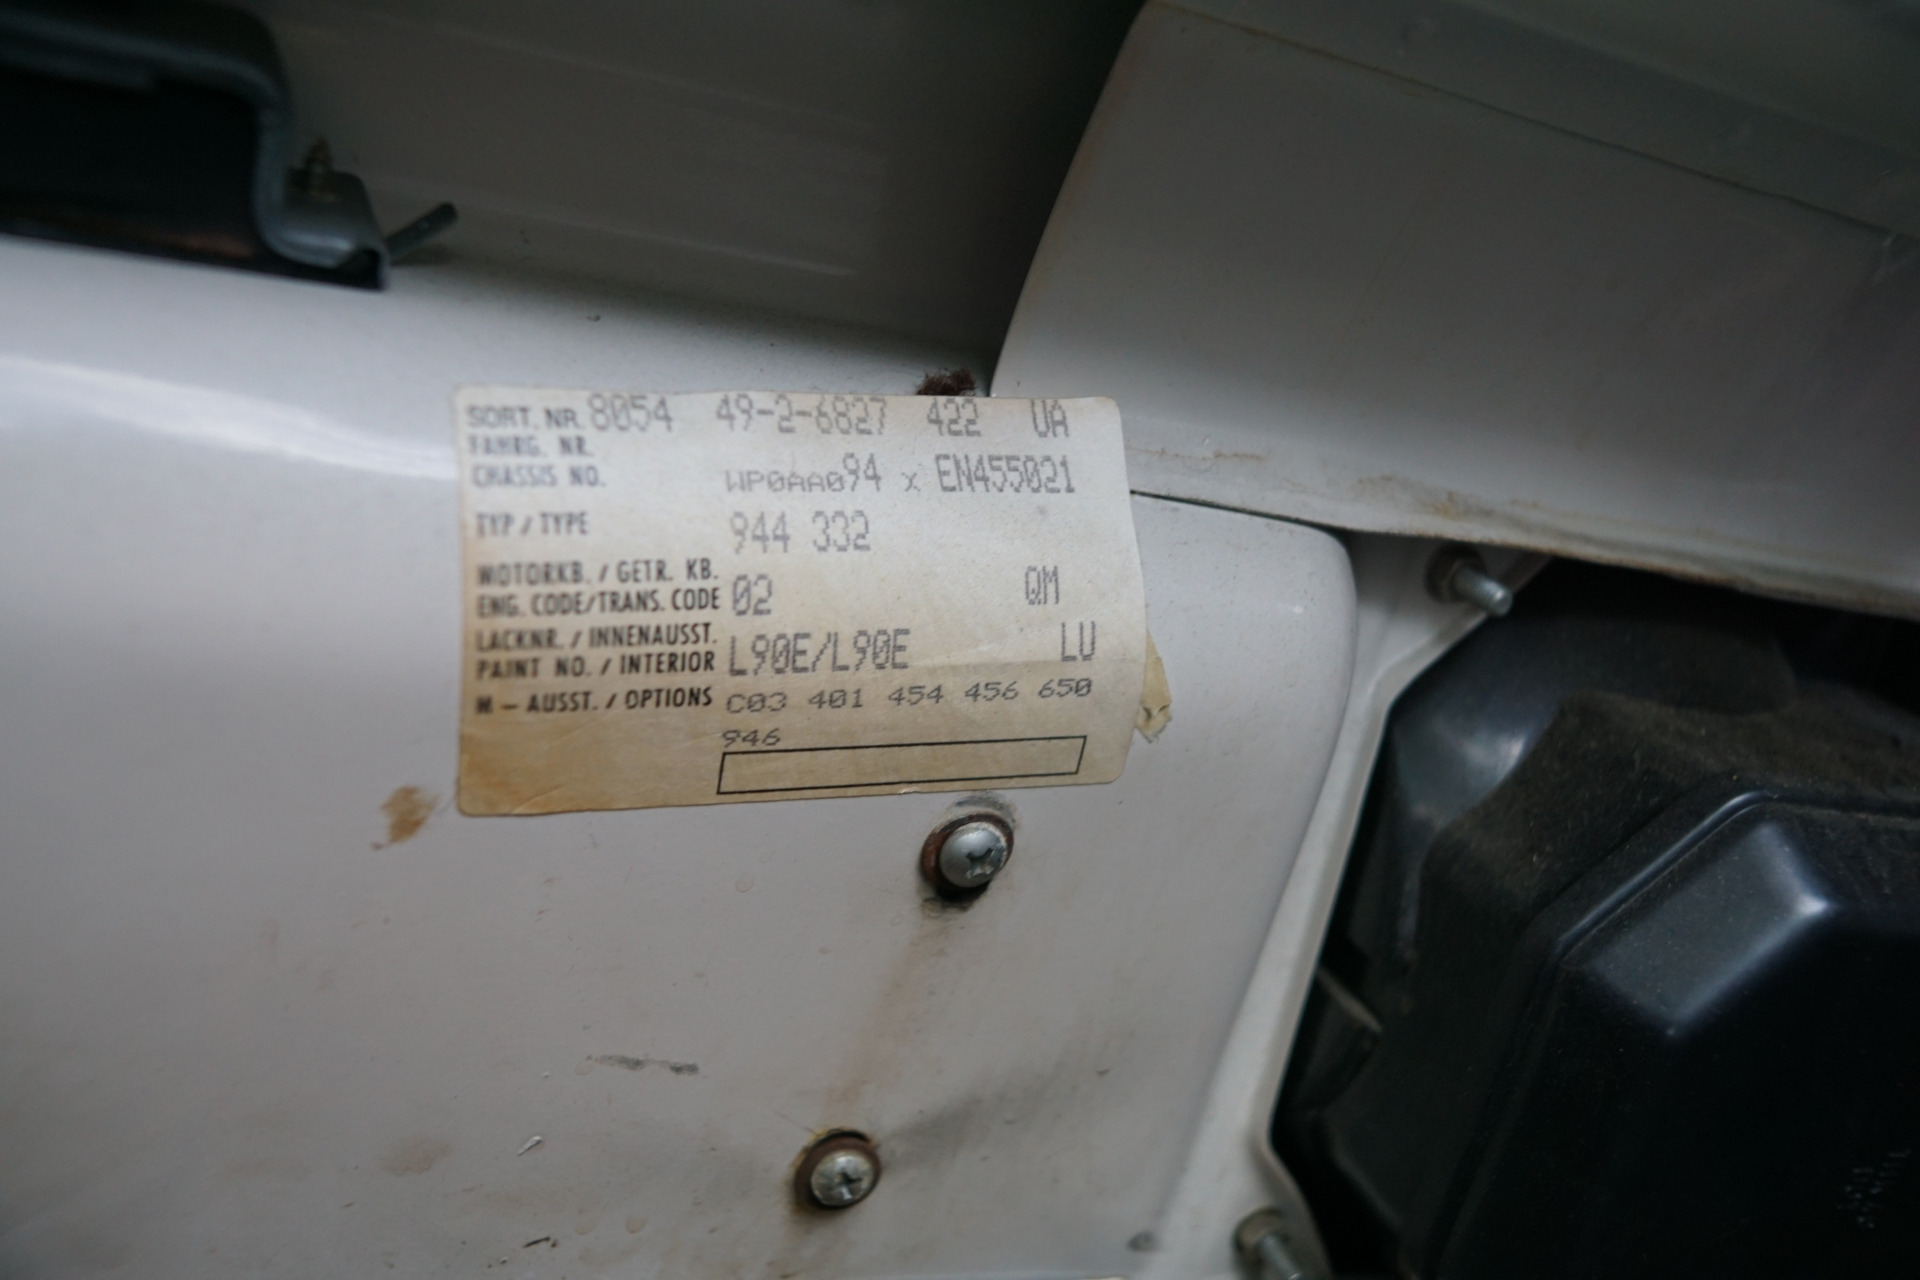 SORT. NR. 8054 49-2-6827 422 UA
FAHRG. NR.
CHASSIS NO. WP0AA094 x EN455021
TYP / TYPE 944 332
MOTORKB. / GETR. KB.
ENG. CODE/TRANS. CODE 02 QM
LACKNR. / INNENAUSST.
PAINT NO. / INTERIOR L90E/L90E LU
M - AUSST. / OPTIONS C03 401 454 456 650
946